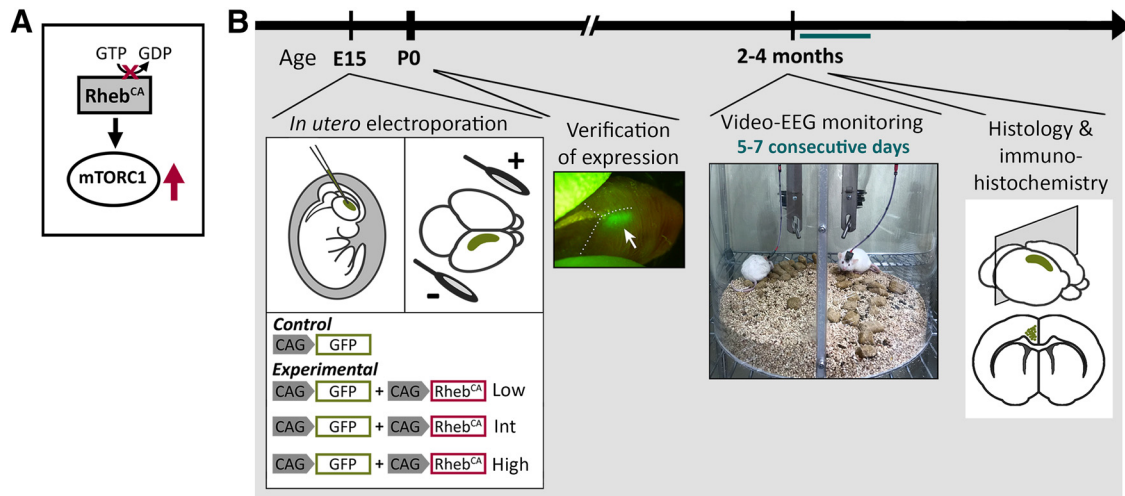 A
GTP GDP
Rheb^CA
mTORC1
B
Age E15 P0 2-4 months
In utero electroporation
+
-
Control
CAG GFP
Experimental
CAG GFP + CAG Rheb^CA Low
CAG GFP + CAG Rheb^CA Int
CAG GFP + CAG Rheb^CA High
Verification
of expression
Video-EEG monitoring
5-7 consecutive days
Histology &
immuno-
histochemistry